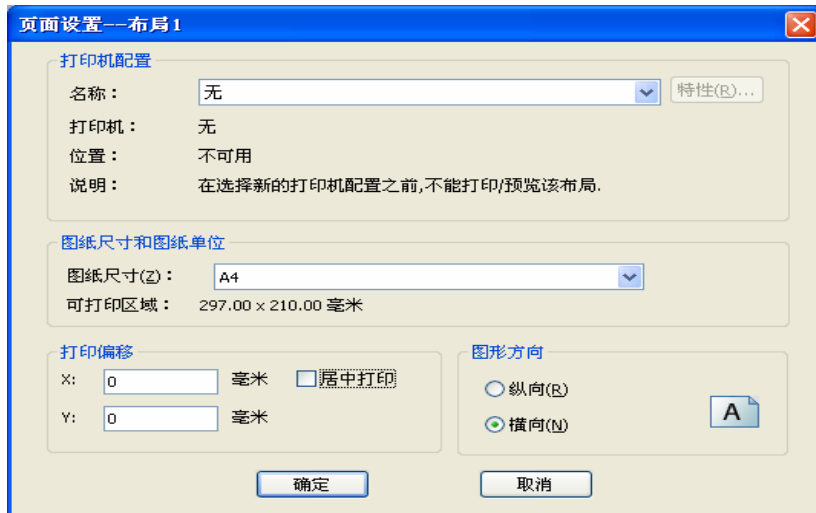 页面设置--布局1
打印机配置
名称： 无 特性(R)...
打印机： 无
位置： 不可用
说明： 在选择新的打印机配置之前,不能打印/预览该布局.
图纸尺寸和图纸单位
图纸尺寸(Z)： A4
可打印区域： 297.00 x 210.00 毫米
打印偏移
X: 0 毫米 居中打印
Y: 0 毫米
图形方向
纵向(R)
横向(N)
A
确定 取消